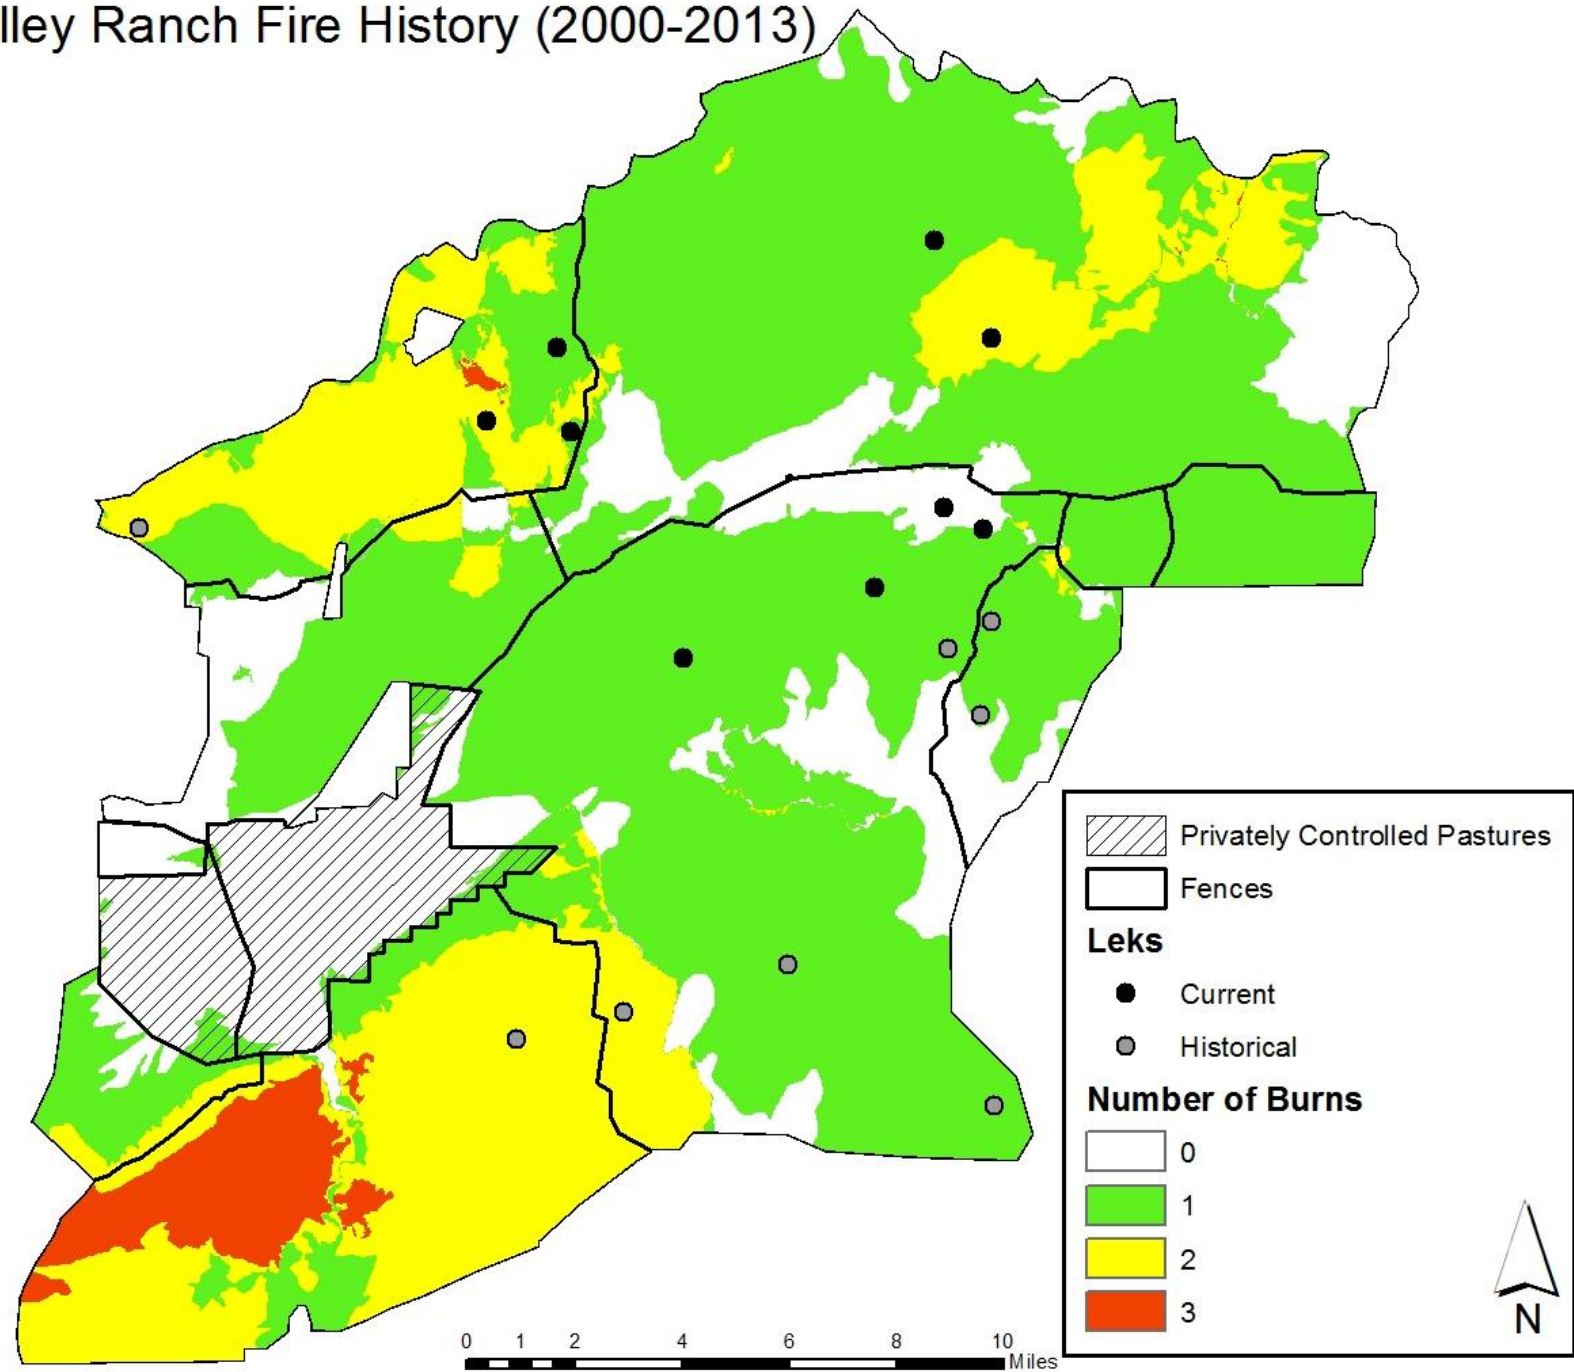 lley Ranch Fire History (2000-2013)
Privately Controlled Pastures
Fences
Leks
Current
Historical
Number of Burns
0
1
2
3
N
0 1 2 4 6 8 10
Miles